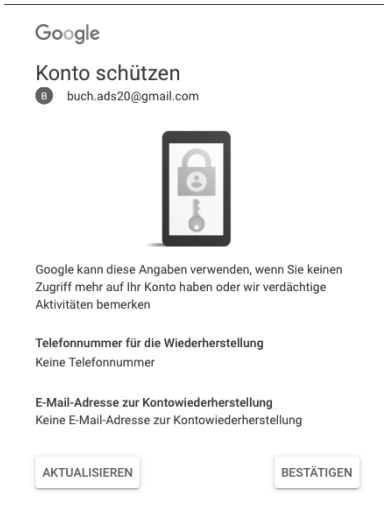 Google
Konto schützen
B buch.ads20@gmail.com
Google kann diese Angaben verwenden, wenn Sie keinen
Zugriff mehr auf Ihr Konto haben oder wir verdächtige
Aktivitäten bemerken
Telefonnummer für die Wiederherstellung
Keine Telefonnummer
E-Mail-Adresse zur Kontowiederherstellung
Keine E-Mail-Adresse zur Kontowiederherstellung
AKTUALISIEREN BESTÄTIGEN